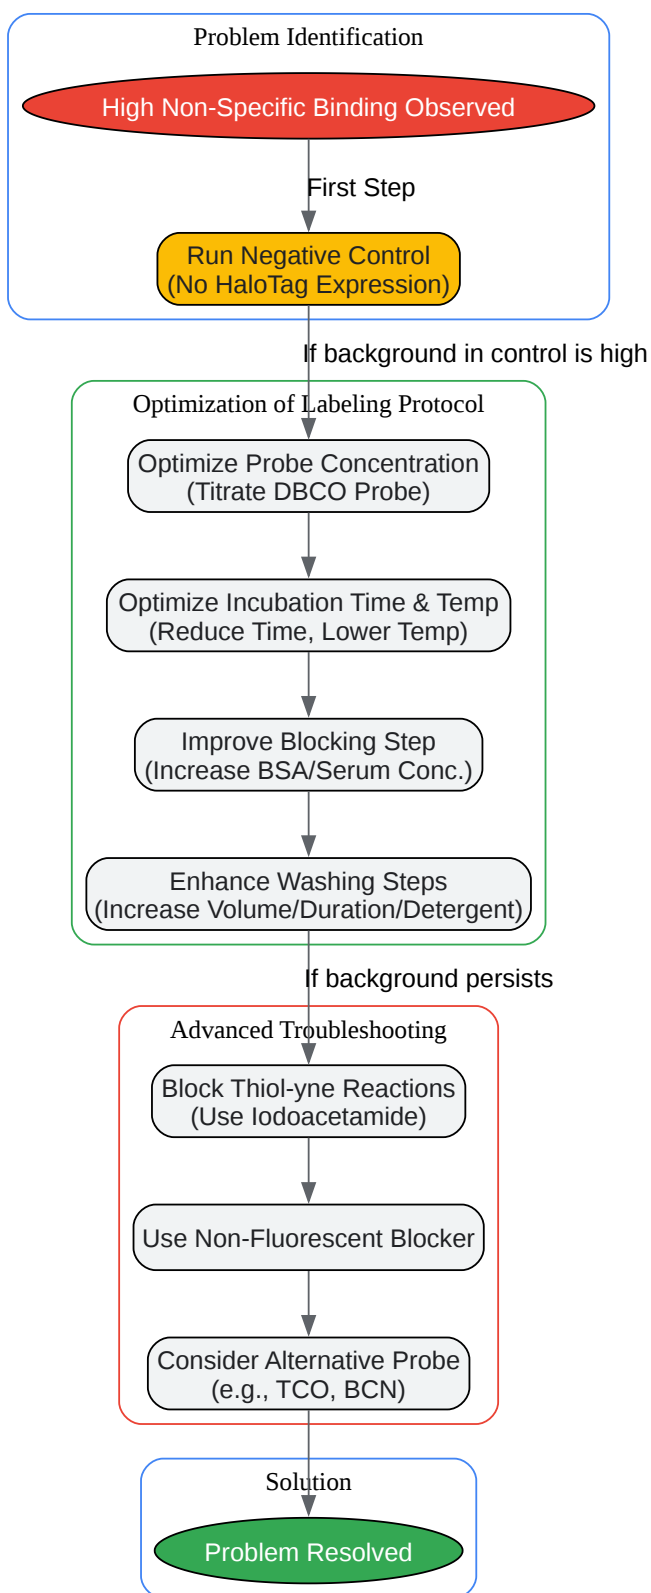 Problem Identification
High Non-Specific Binding Observed
First Step
Run Negative Control
(No HaloTag Expression)
If background in control is high
Optimization of Labeling Protocol
Optimize Probe Concentration
(Titrate DBCO Probe)
Optimize Incubation Time & Temp
(Reduce Time, Lower Temp)
Improve Blocking Step
(Increase BSA/Serum Conc.)
Enhance Washing Steps
(Increase Volume/Duration/Detergent)
If background persists
Advanced Troubleshooting
Block Thiol-yne Reactions
(Use Iodoacetamide)
Use Non-Fluorescent Blocker
Consider Alternative Probe
(e.g., TCO, BCN)
Solution
Problem Resolved